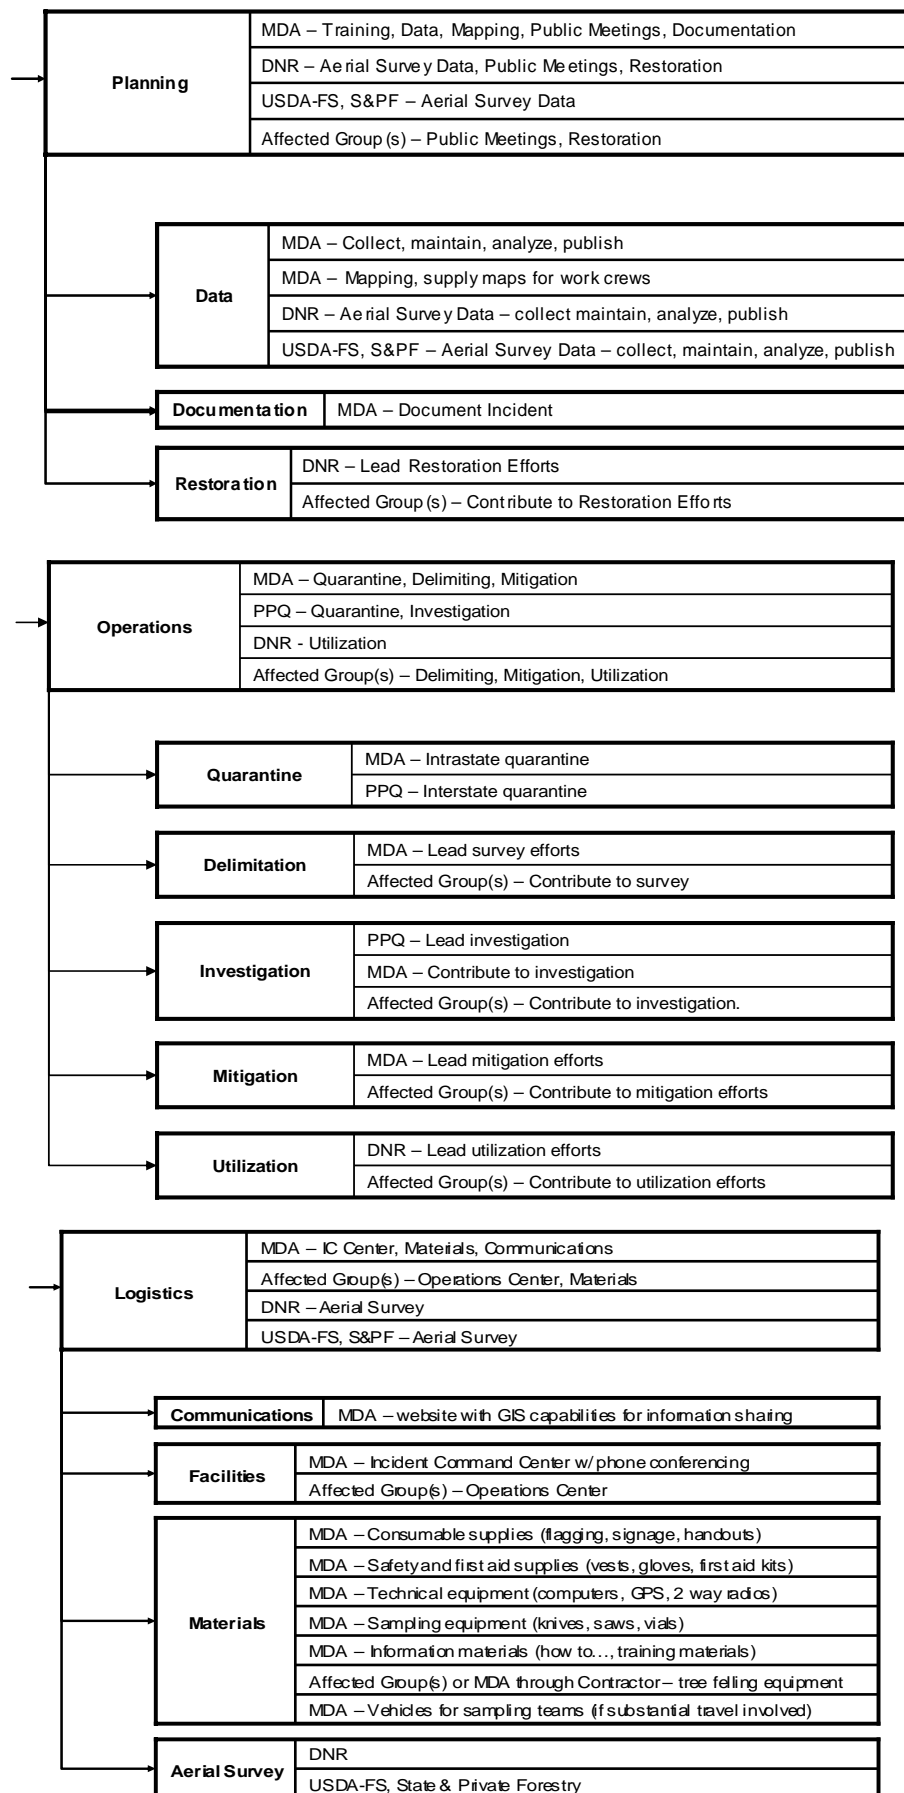 Planning
MDA – Training, Data, Mapping, Public Meetings, Documentation
DNR – Aerial Survey Data, Public Meetings, Restoration
USDA-FS, S&PF – Aerial Survey Data
Affected Group(s) – Public Meetings, Restoration
Data
MDA – Collect, maintain, analyze, publish
MDA – Mapping, supply maps for work crews
DNR – Aerial Survey Data – collect maintain, analyze, publish
USDA-FS, S&PF – Aerial Survey Data – collect, maintain, analyze, publish
Documentation
MDA – Document Incident
Restoration
DNR – Lead Restoration Efforts
Affected Group(s) – Contribute to Restoration Efforts
Operations
MDA – Quarantine, Delimiting, Mitigation
PPQ – Quarantine, Investigation
DNR - Utilization
Affected Group(s) – Delimiting, Mitigation, Utilization
Quarantine
MDA – Intrastate quarantine
PPQ – Interstate quarantine
Delimitation
MDA – Lead survey efforts
Affected Group(s) – Contribute to survey
Investigation
PPQ – Lead investigation
MDA – Contribute to investigation
Affected Group(s) – Contribute to investigation.
Mitigation
MDA – Lead mitigation efforts
Affected Group(s) – Contribute to mitigation efforts
Utilization
DNR – Lead utilization efforts
Affected Group(s) – Contribute to utilization efforts
Logistics
MDA – IC Center, Materials, Communications
Affected Group(s) – Operations Center, Materials
DNR – Aerial Survey
USDA-FS, S&PF – Aerial Survey
Communications
MDA – website with GIS capabilities for information sharing
Facilities
MDA – Incident Command Center w/ phone conferencing
Affected Group(s) – Operations Center
Materials
MDA – Consumable supplies (flagging, signage, handouts)
MDA – Safety and first aid supplies (vests, gloves, first aid kits)
MDA – Technical equipment (computers, GPS, 2 way radios)
MDA – Sampling equipment (knives, saws, vials)
MDA – Information materials (how to…, training materials)
Affected Group(s) or MDA through Contractor – tree felling equipment
MDA – Vehicles for sampling teams (if substantial travel involved)
Aerial Survey
DNR
USDA-FS, State & Private Forestry